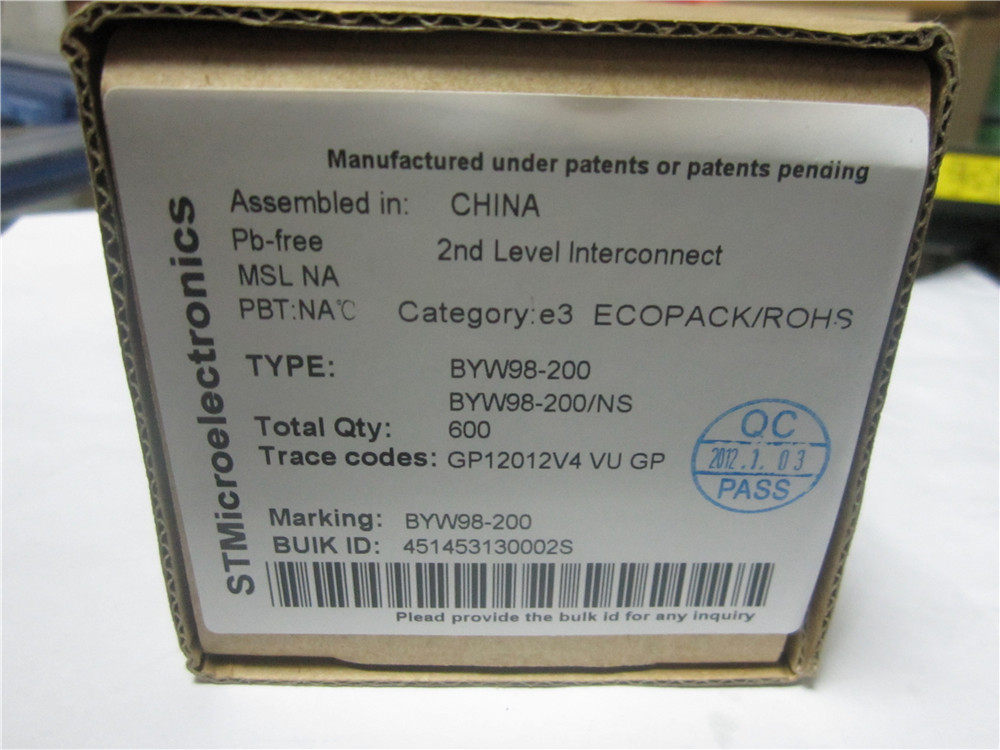 STMicroelectronics
Manufactured under patents or patents pending
Assembled in: CHINA
Pb-free 2nd Level Interconnect
MSL NA
PBT:NA℃ Category:e3 ECOPACK/ROHS
TYPE: BYW98-200
BYW98-200/NS
Total Qty: 600
Trace codes: GP12012V4 VU GP
QC
2012.1.03
PASS
Marking: BYW98-200
BUIK ID: 451453130002S
Plead provide the bulk id for any inquiry